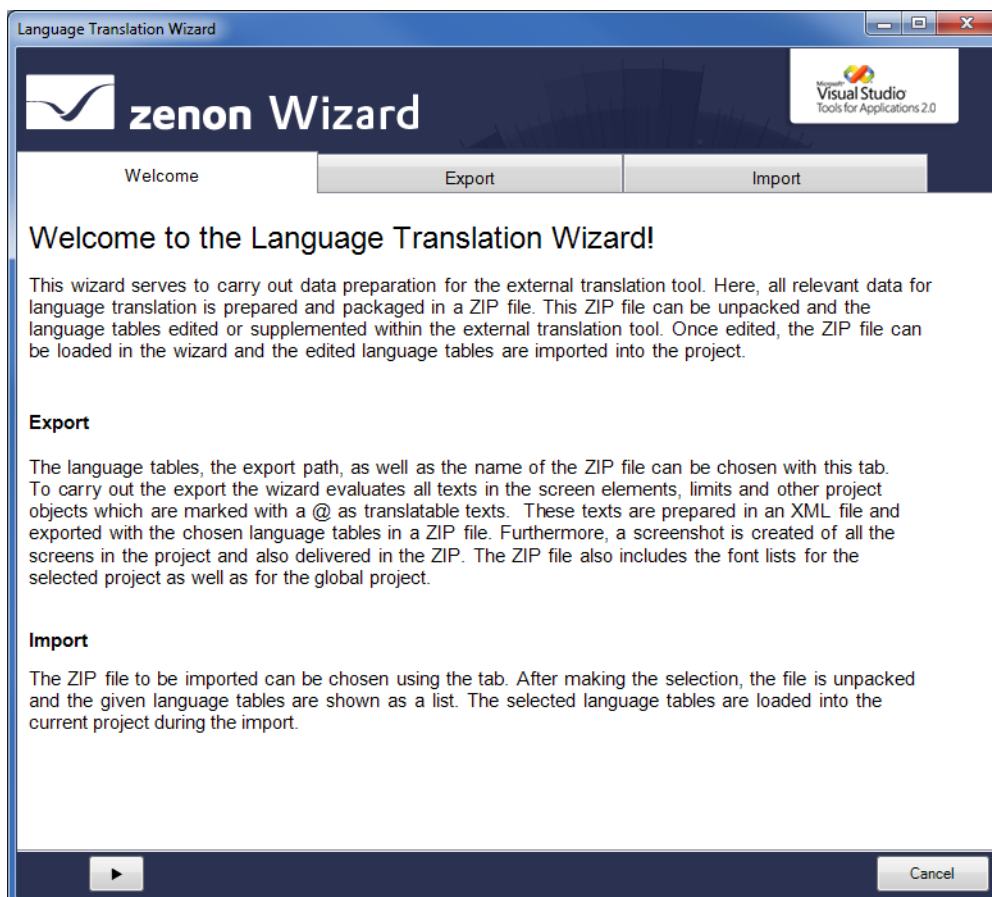 Language Translation Wizard
zenon Wizard
Microsoft
Visual Studio
Tools for Applications 2.0
Welcome
Export
Import
Welcome to the Language Translation Wizard!
This wizard serves to carry out data preparation for the external translation tool. Here, all relevant data for
language translation is prepared and packaged in a ZIP file. This ZIP file can be unpacked and the
language tables edited or supplemented within the external translation tool. Once edited, the ZIP file can
be loaded in the wizard and the edited language tables are imported into the project.
Export
The language tables, the export path, as well as the name of the ZIP file can be chosen with this tab.
To carry out the export the wizard evaluates all texts in the screen elements, limits and other project
objects which are marked with a @ as translatable texts. These texts are prepared in an XML file and
exported with the chosen language tables in a ZIP file. Furthermore, a screenshot is created of all the
screens in the project and also delivered in the ZIP. The ZIP file also includes the font lists for the
selected project as well as for the global project.
Import
The ZIP file to be imported can be chosen using the tab. After making the selection, the file is unpacked
and the given language tables are shown as a list. The selected language tables are loaded into the
current project during the import.
Cancel